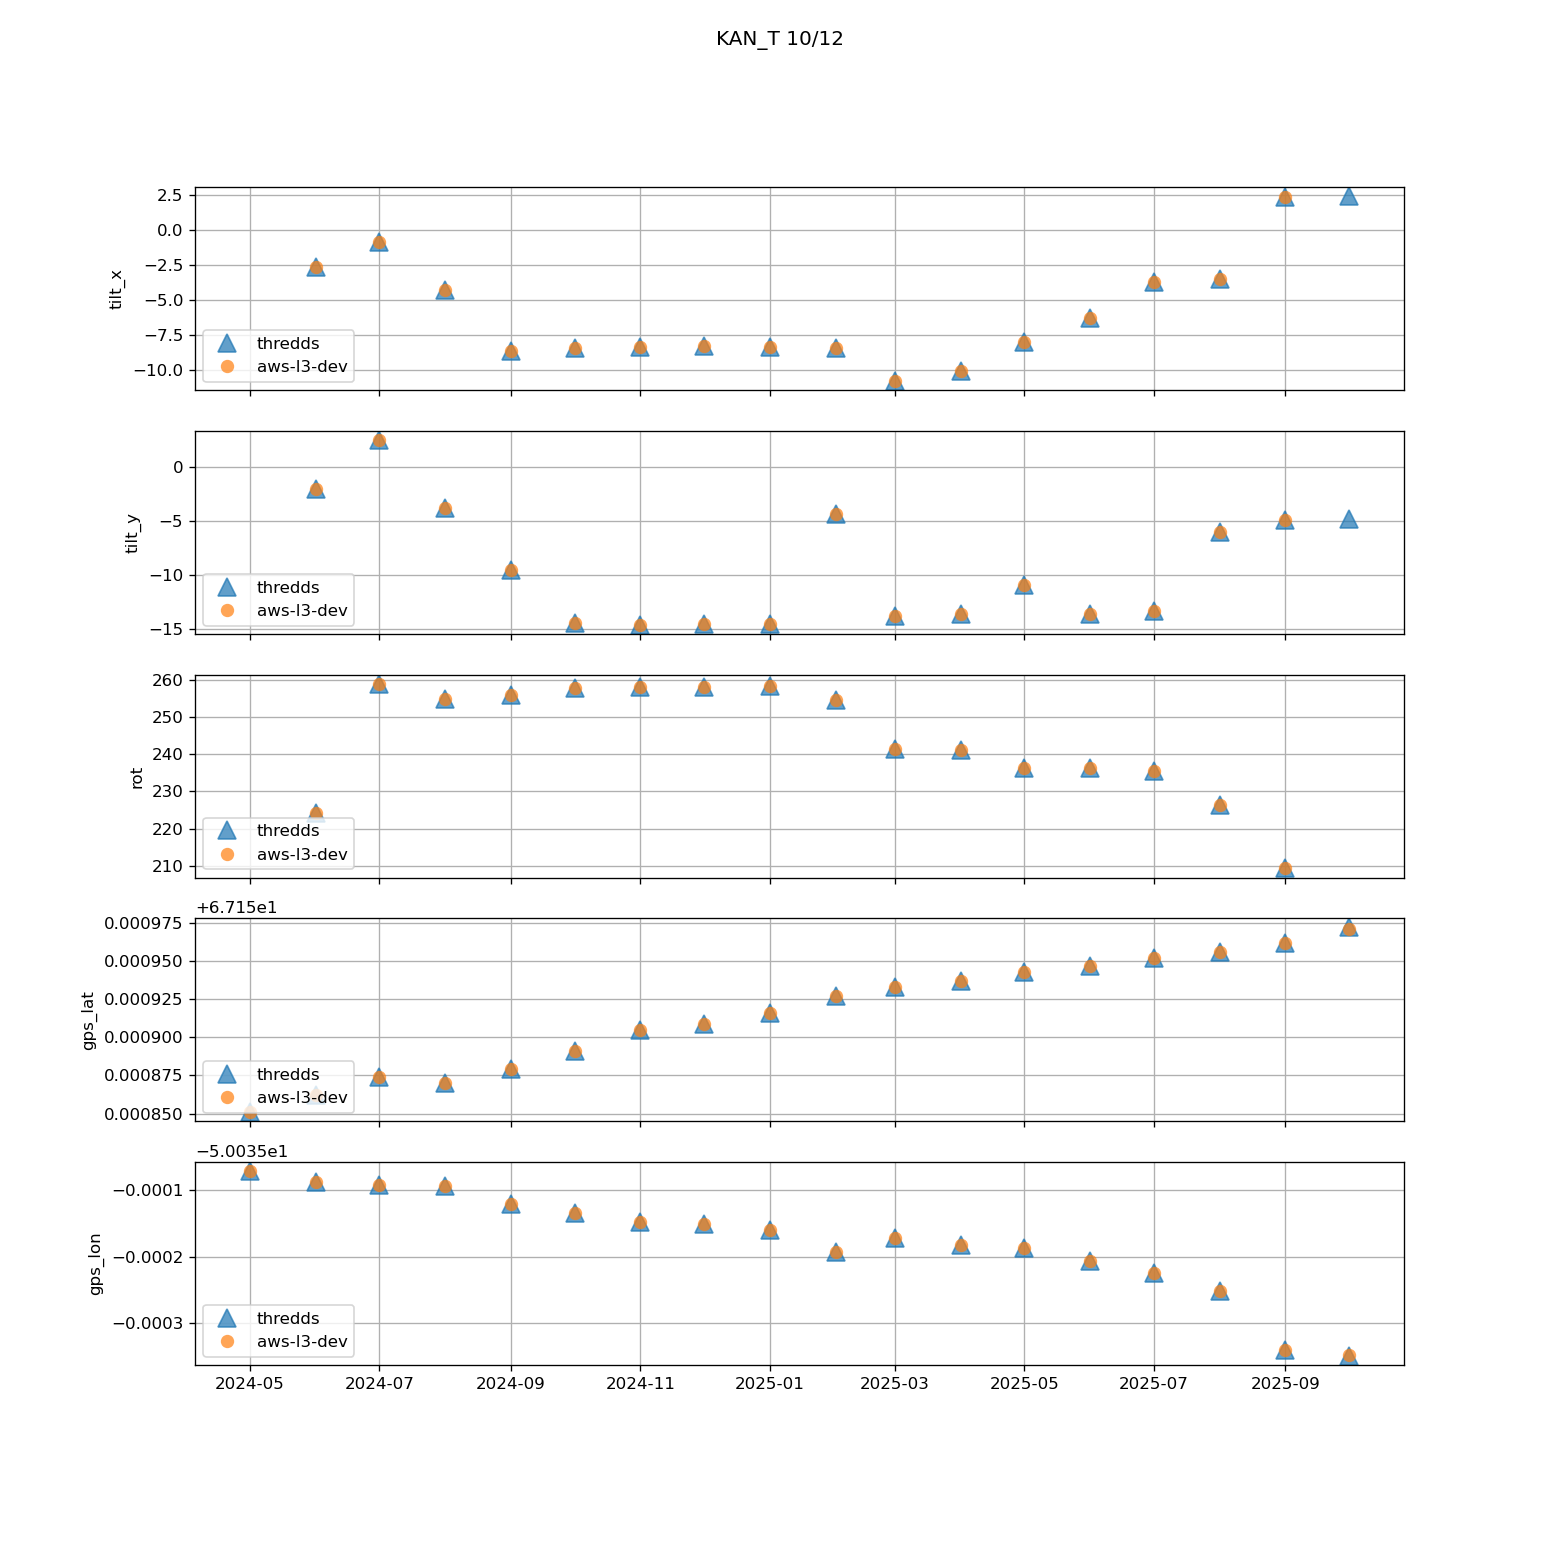 KAN_T 10/12
2.5
0.0
−2.5
−5.0
−7.5
−10.0
tilt_x
thredds
aws-l3-dev
0
−5
−10
−15
tilt_y
thredds
aws-l3-dev
260
250
240
230
220
210
rot
thredds
aws-l3-dev
+6.715e1
0.000975
0.000950
0.000925
0.000900
0.000875
0.000850
gps_lat
thredds
aws-l3-dev
−5.0035e1
−0.0001
−0.0002
−0.0003
gps_lon
thredds
aws-l3-dev
2024-05 2024-07 2024-09 2024-11 2025-01 2025-03 2025-05 2025-07 2025-09